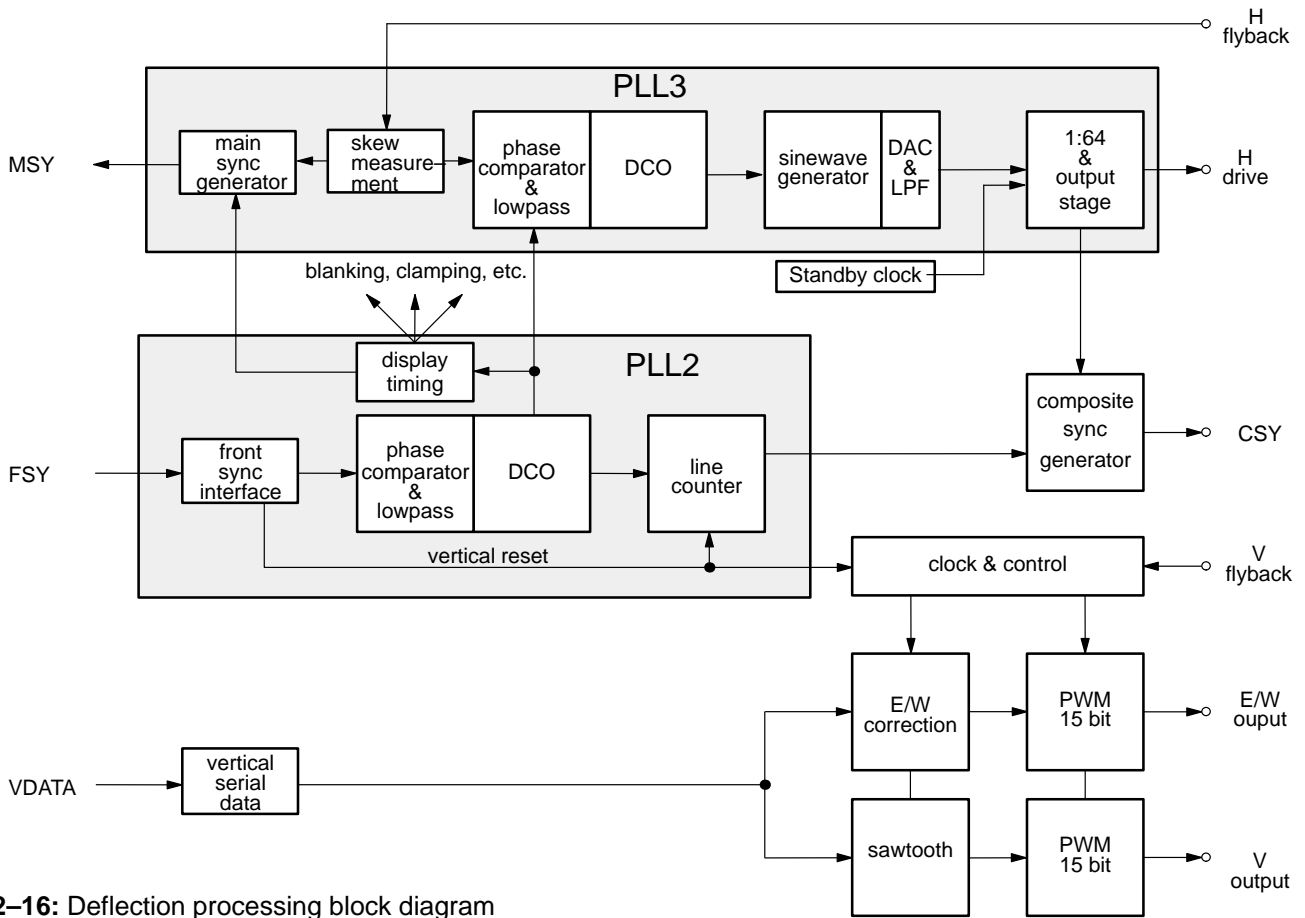 H
flyback
PLL3
main
sync
generator
skew
measure–
ment
phase
comparator
&
lowpass
DCO
sinewave
generator
DAC
&
LPF
1:64
&
output
stage
MSY
H
drive
Standby clock
blanking, clamping, etc.
display
timing
PLL2
front
sync
interface
phase
comparator
&
lowpass
DCO
line
counter
composite
sync
generator
CSY
FSY
vertical reset
clock & control
V
flyback
E/W
correction
PWM
15 bit
E/W
ouput
VDATA
vertical
serial
data
sawtooth
PWM
15 bit
V
output
2–16: Deflection processing block diagram